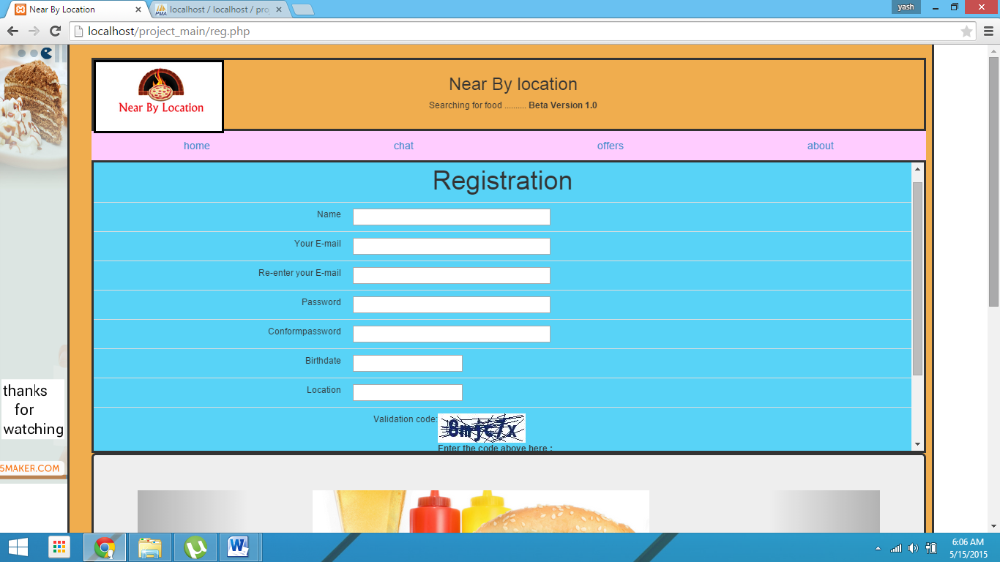 Near By Location
localhost / localhost / proj
yash
localhost/project_main/reg.php
Near By Location
Near By location
Searching for food .......... Beta Version 1.0
home
chat
offers
about
Registration
Name
Your E-mail
Re-enter your E-mail
Password
Conformpassword
Birthdate
Location
Validation code:
8mjc7x
Enter the code above here :
thanks
for
watching
5MAKER.COM
6:06 AM
5/15/2015